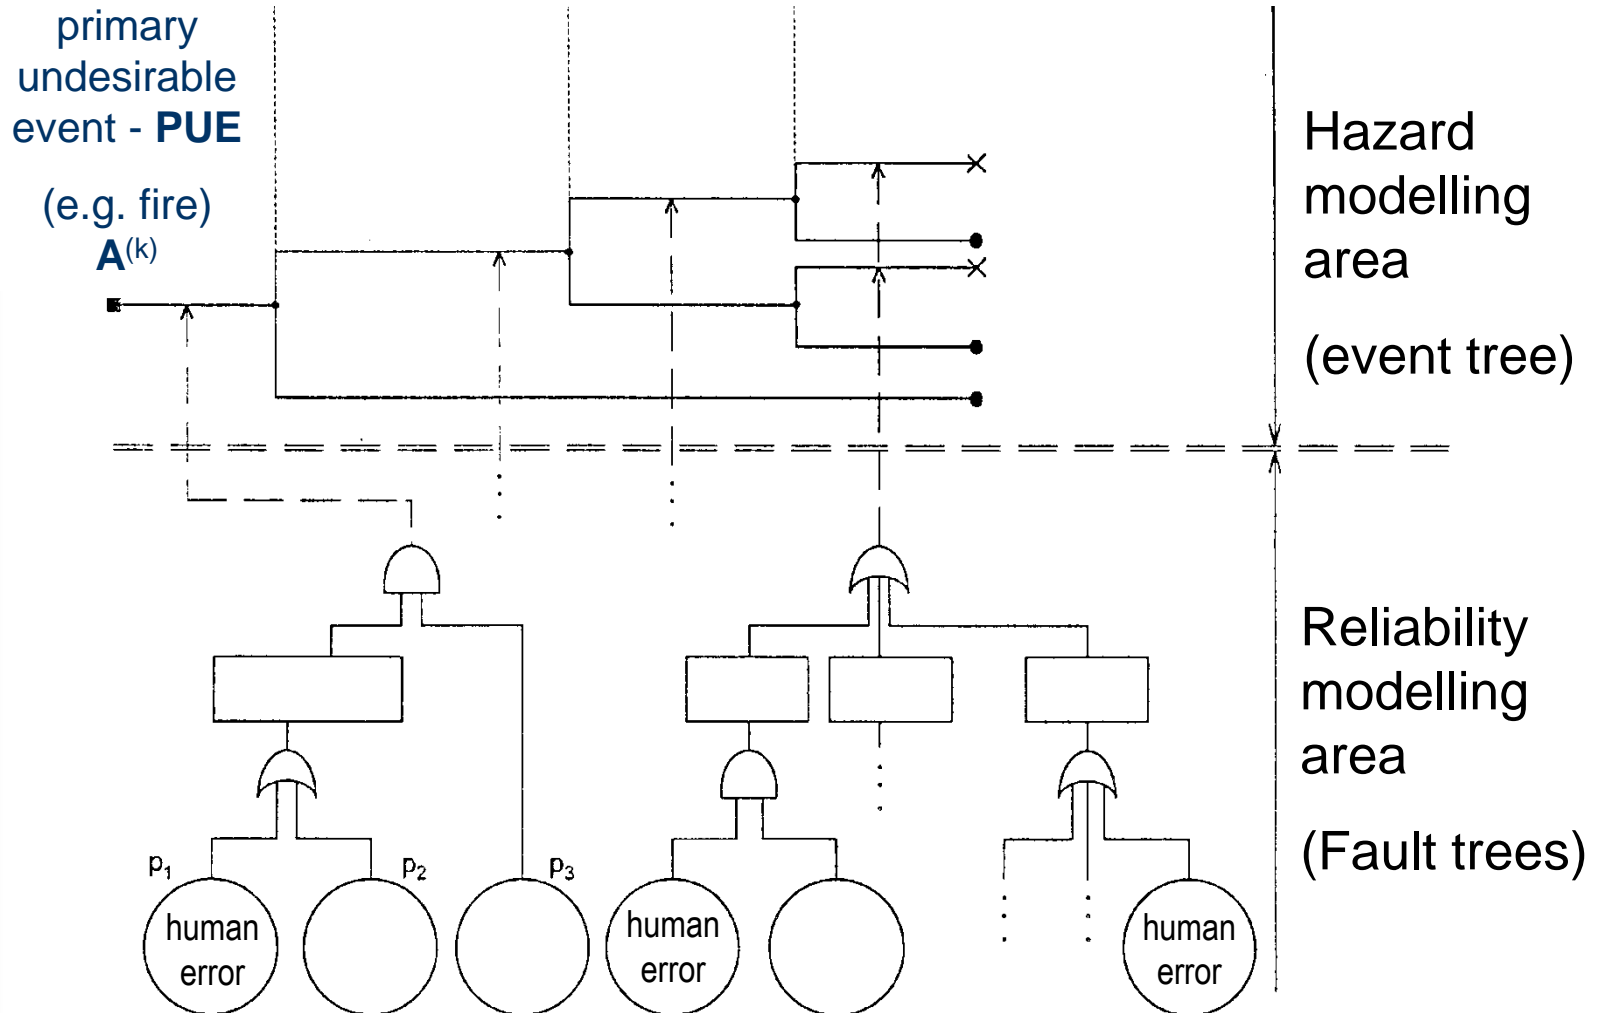 primary
undesirable
event - PUE
(e.g. fire)
A(k)
Hazard
modelling
area
(event tree)
Reliability
modelling
area
(Fault trees)
p1
p2
p3
human
error
human
error
human
error